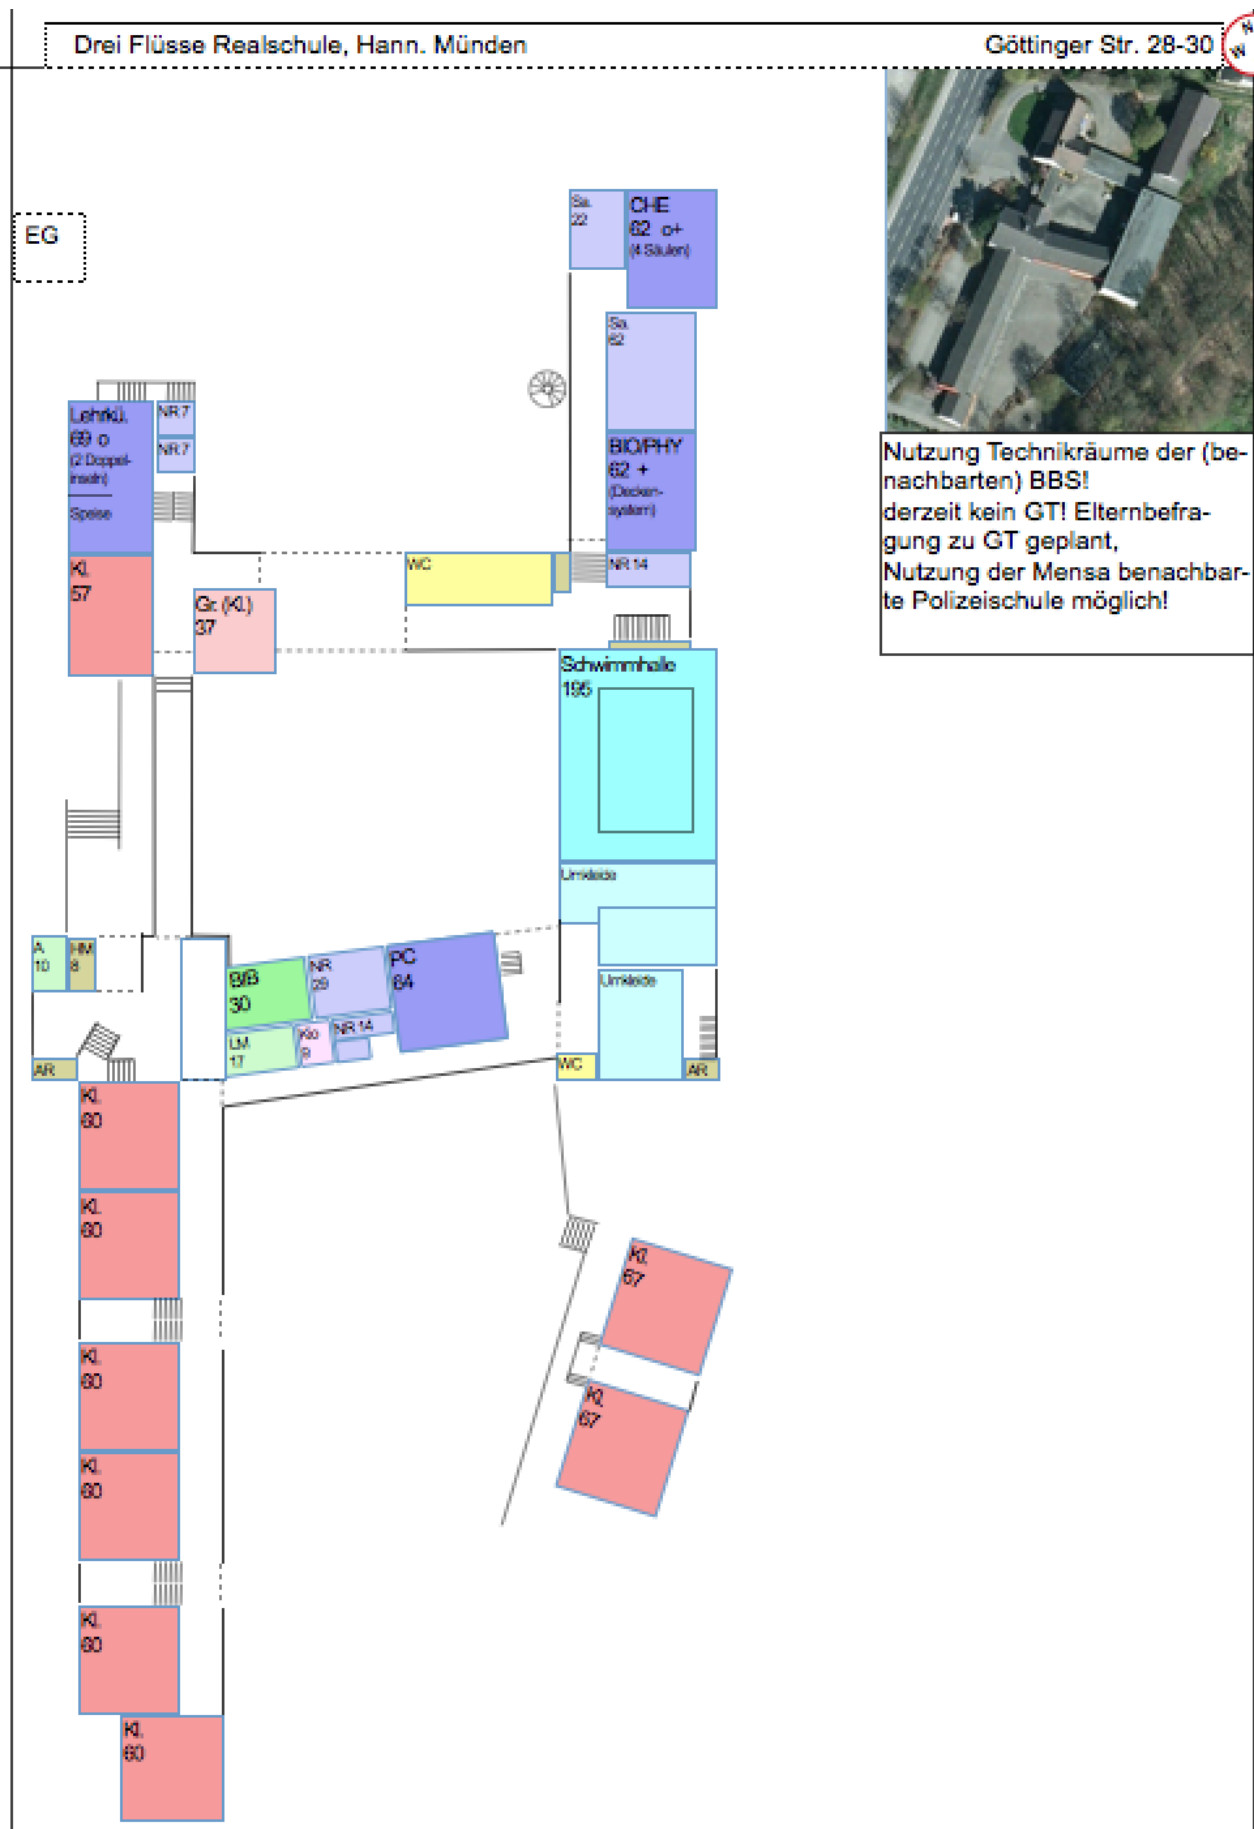 Drei Flüsse Realschule, Hann. Münden
Göttinger Str. 28-30
N
W
EG
Sa.
22
CHE
62 o+
(4 Säulen)
Sa.
62
Lehrkü.
69 o
(2 Doppel-
inseln)
Speise
NR 7
NR 7
BIO/PHY
62 +
(Decken-
system)
Nutzung Technikräume der (be-
nachbarten) BBS!
derzeit kein GT! Elternbefra-
gung zu GT geplant,
Nutzung der Mensa benachbar-
te Polizeischule möglich!
Kl.
57
Gr. (Kl.)
37
WC
NR 14
Schwimmhalle
195
Umkleide
A
10
HM
8
BIB
30
NR
29
PC
64
Umkleide
LM
17
Kio
9
NR 14
AR
WC
AR
Kl.
60
Kl.
60
Kl.
67
Kl.
60
Kl.
67
Kl.
60
Kl.
60
Kl.
60